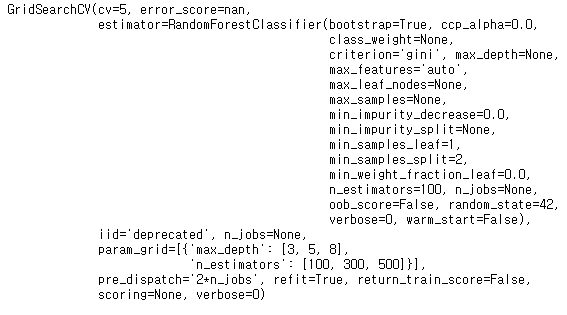 GridSearchCV(cv=5, error_score=nan,
estimator=RandomForestClassifier(bootstrap=True, ccp_alpha=0.0,
class_weight=None,
criterion='gini', max_depth=None,
max_features='auto',
max_leaf_nodes=None,
max_samples=None,
min_impurity_decrease=0.0,
min_impurity_split=None,
min_samples_leaf=1,
min_samples_split=2,
min_weight_fraction_leaf=0.0,
n_estimators=100, n_jobs=None,
oob_score=False, random_state=42,
verbose=0, warm_start=False),
iid='deprecated', n_jobs=None,
param_grid=[{'max_depth': [3, 5, 8],
'n_estimators': [100, 300, 500]}],
pre_dispatch='2*n_jobs', refit=True, return_train_score=False,
scoring=None, verbose=0)